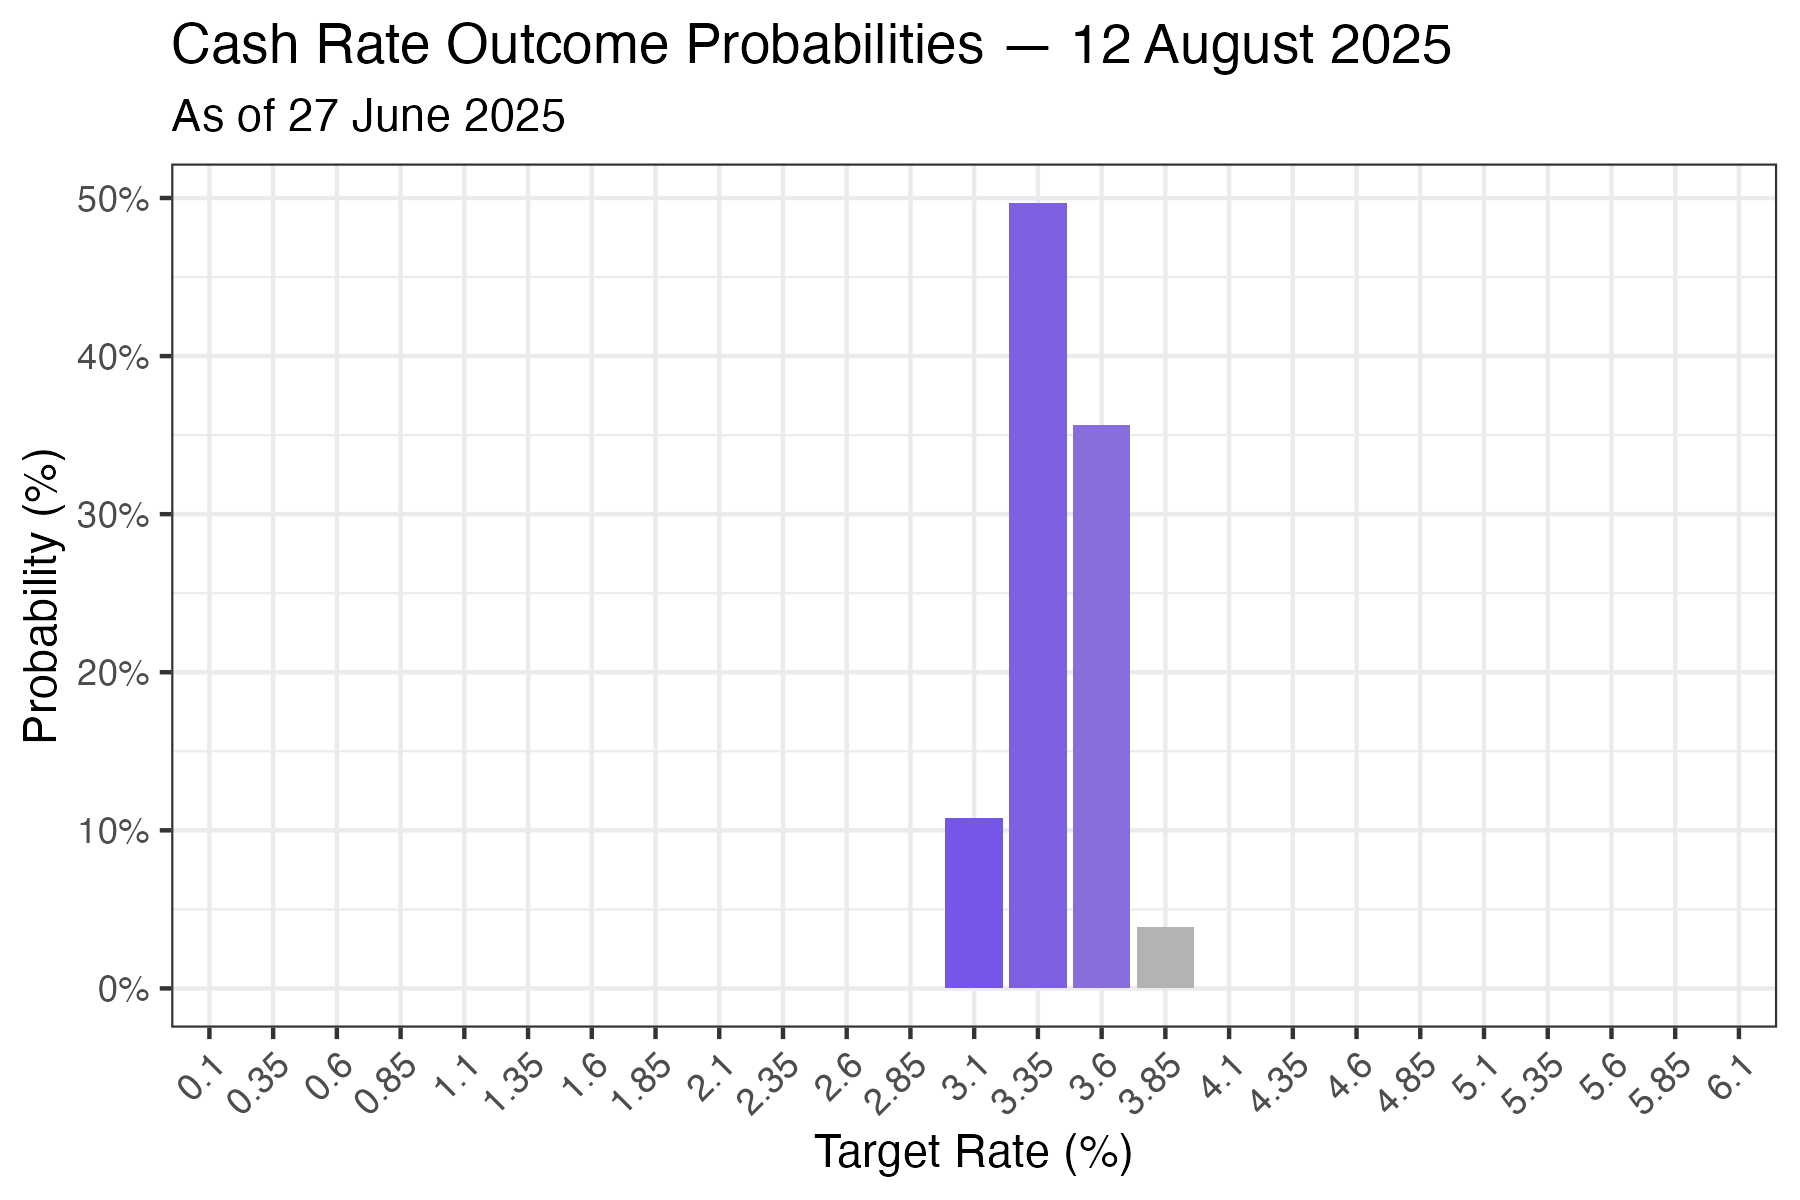 Cash Rate Outcome Probabilities — 12 August 2025
As of 27 June 2025
Probability (%)
50%
40%
30%
20%
10%
0%
0.1 0.35 0.6 0.85 1.1 1.35 1.6 1.85 2.1 2.35 2.6 2.85 3.1 3.35 3.6 3.85 4.1 4.35 4.6 4.85 5.1 5.35 5.6 5.85 6.1
Target Rate (%)